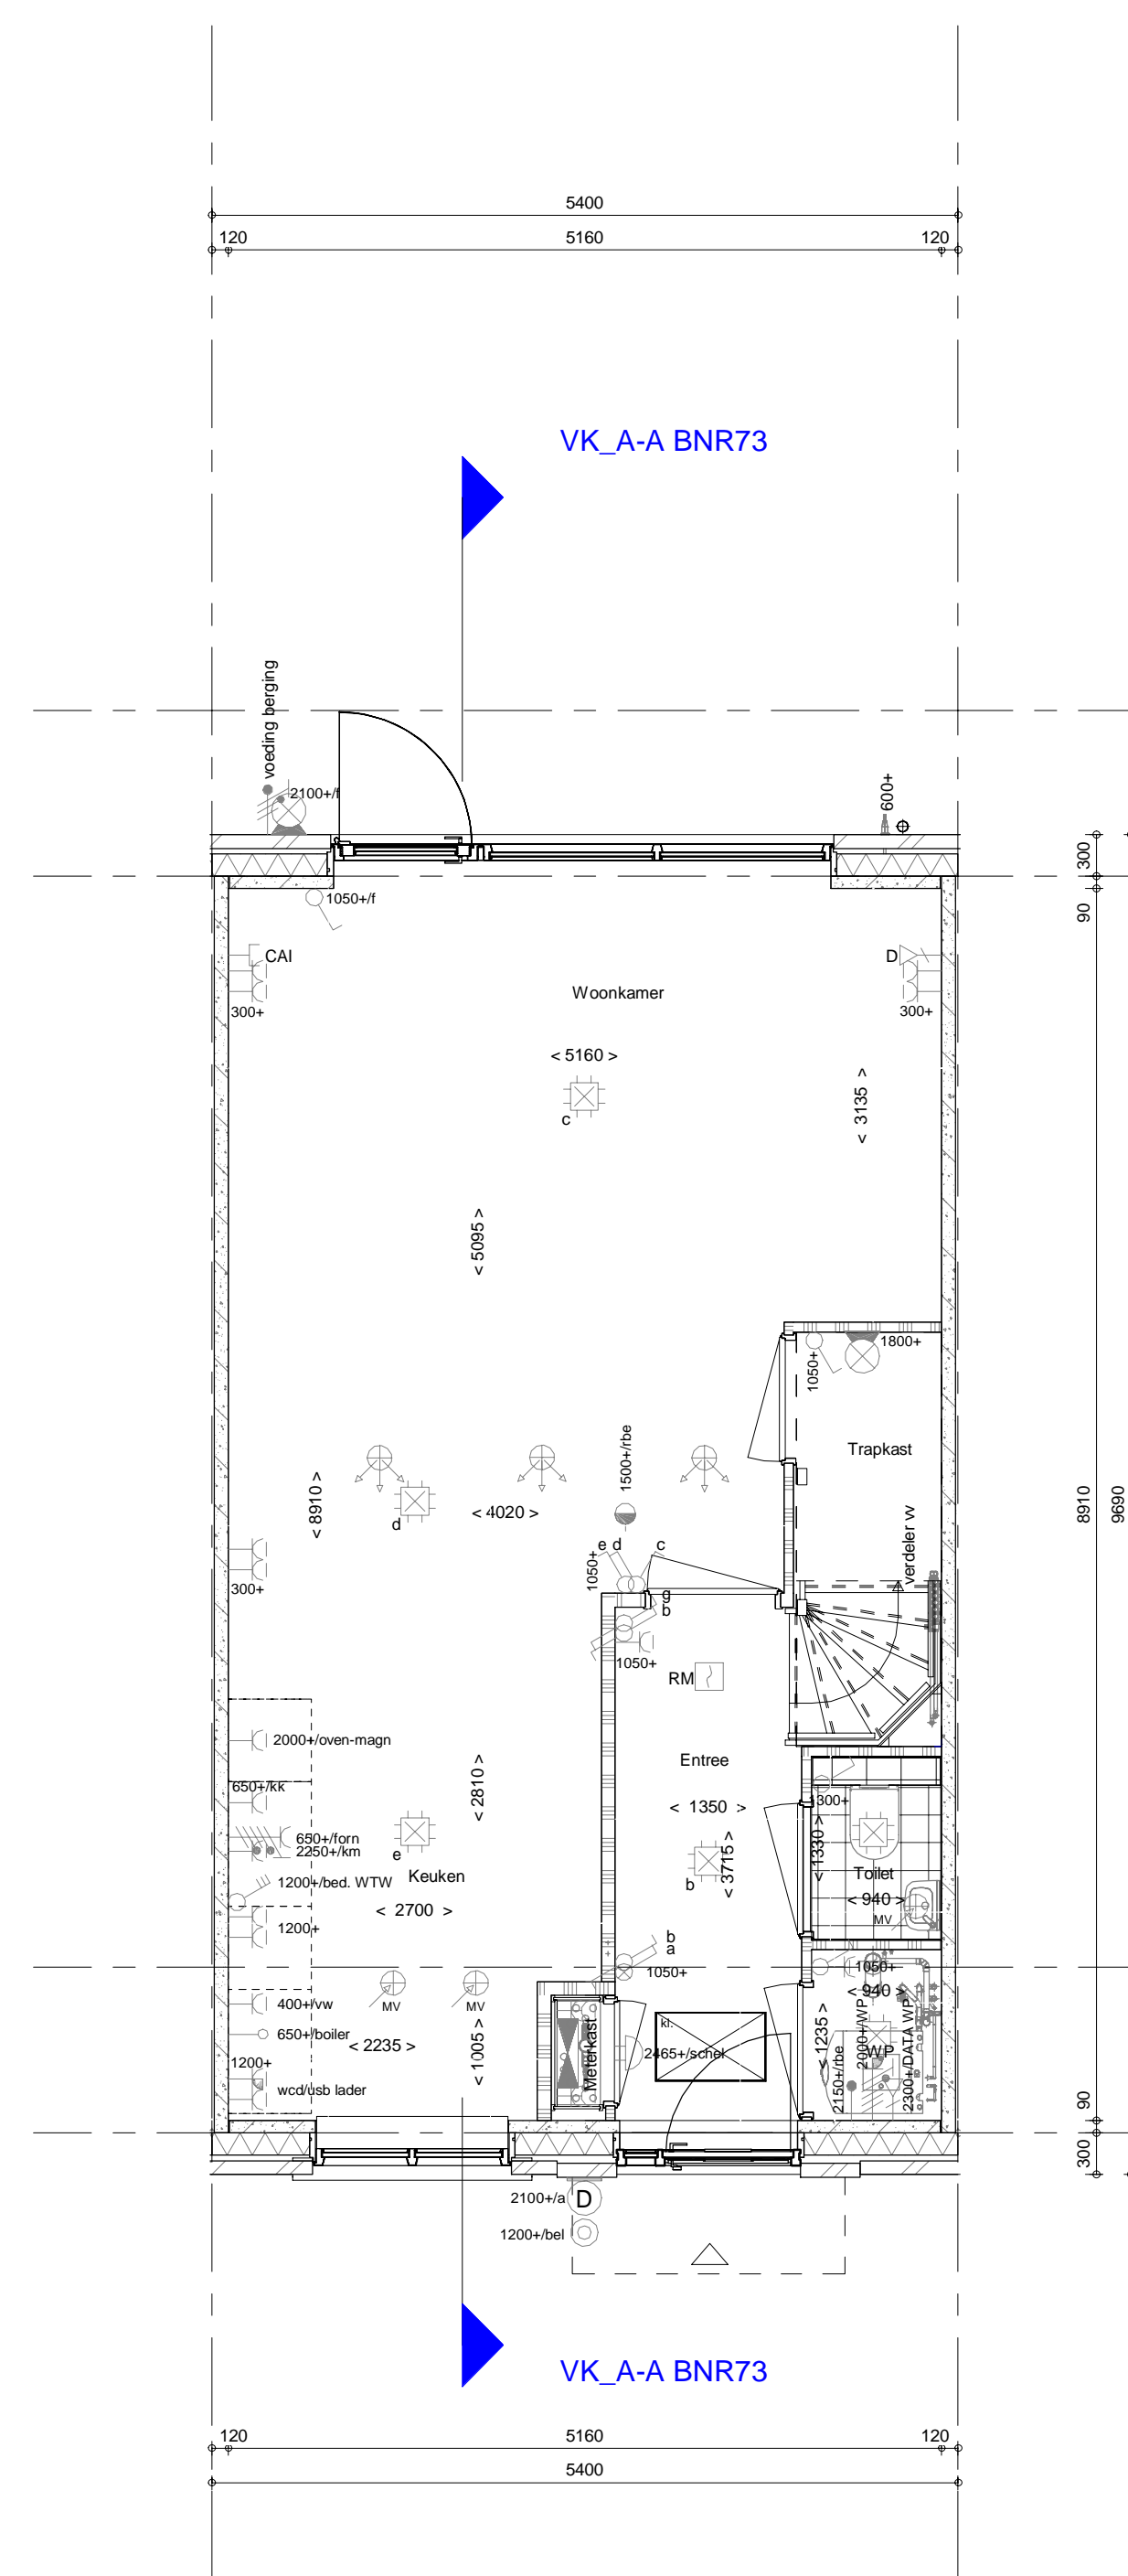 5400
120
5160
120
VK_A-A BNR73
voeding berging
2100+/f
600+
300
90
1050+/f
CAI
D
300+
300+
Woonkamer
< 5160 >
< 3135 >
c
< 5095 >
1050+
1800+
Trapkast
1500+/rbe
< 8910 >
d
< 4020 >
8910
9690
verdeler vv
e d
c
1050+
300+
g
b
1050+
RM
2000+/oven-magn
Entree
650+/kk
< 2810 >
1300+
< 1350 >
650+/forn
2250+/km
e
Keuken
< 3715 >
< 1330 >
Toilet
b
1200+/bed. WTW
< 940 >
< 2700 >
MV
1200+
b
a
1050+
1050+
< 940 >
400+/vw
MV
MV
650+/boiler
< 2235 >
< 1005 >
Meterkast
kl.
2465+/schel
< 1235 >
2150+/rbe
2000+/WP
WP
2300+/DATA WP
1200+
wcd/usb lader
90
300
2100+/a
D
1200+/bel
VK_A-A BNR73
120
5160
120
5400